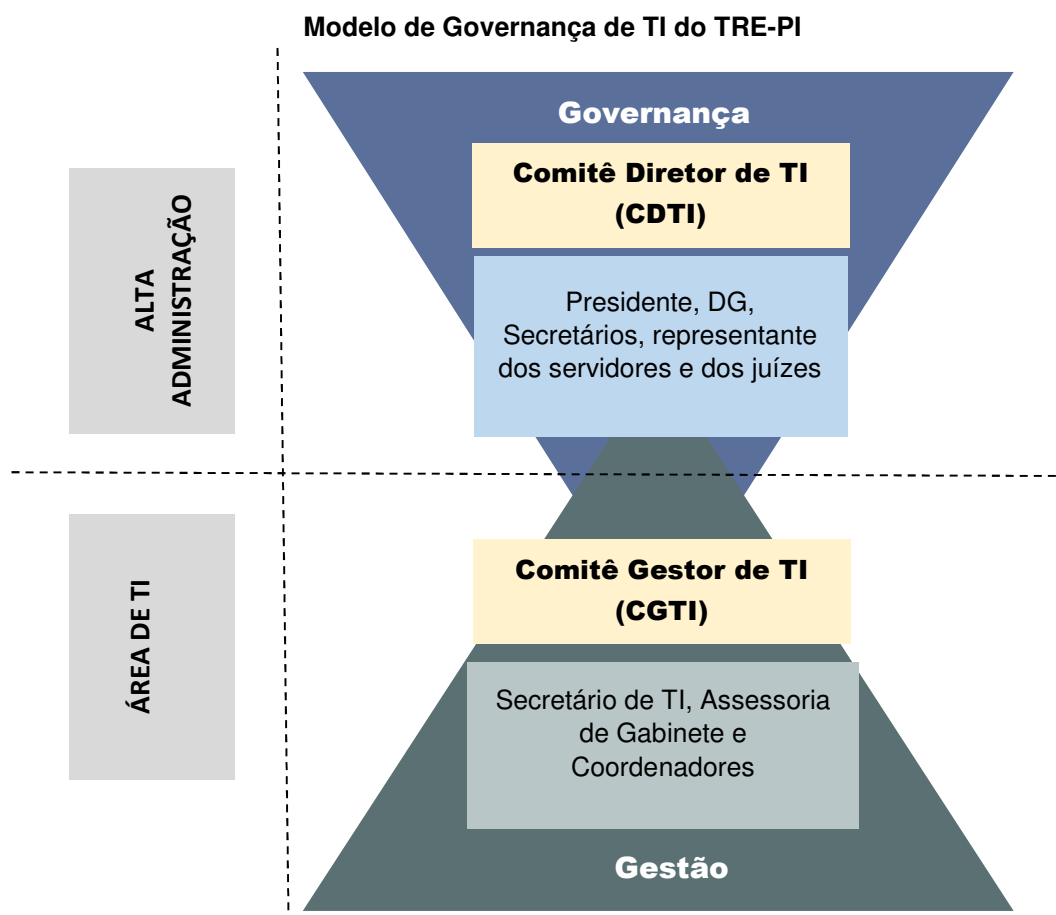 Modelo de Governança de TI do TRE-PI
ALTA
ADMINISTRAÇÃO
Governança
Comitê Diretor de TI
(CDTI)
Presidente, DG,
Secretários, representante
dos servidores e dos juízes
ÁREA DE TI
Comitê Gestor de TI
(CGTI)
Secretário de TI, Assessoria
de Gabinete e
Coordenadores
Gestão